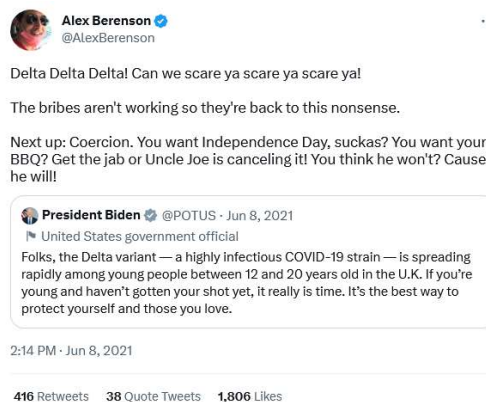 Alex Berenson
@AlexBerenson
Delta Delta Delta! Can we scare ya scare ya scare ya!
The bribes aren't working so they're back to this nonsense.
Next up: Coercion. You want Independence Day, suckas? You want your
BBQ? Get the jab or Uncle Joe is canceling it! You think he won't? Cause
he will!
President Biden @POTUS · Jun 8, 2021
United States government official
Folks, the Delta variant — a highly infectious COVID-19 strain — is spreading
rapidly among young people between 12 and 20 years old in the U.K. If you're
young and haven't gotten your shot yet, it really is time. It's the best way to
protect yourself and those you love.
2:14 PM · Jun 8, 2021
416 Retweets 38 Quote Tweets 1,806 Likes